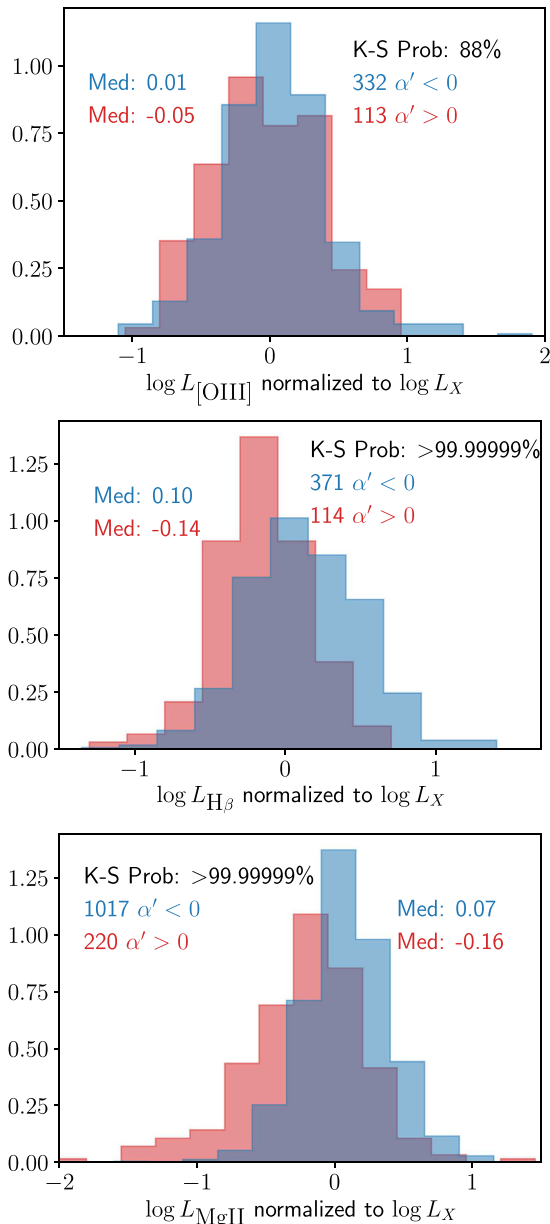 K-S Prob: 88%
Med: 0.01
332 α′ < 0
Med: -0.05
113 α′ > 0
1.00
0.75
0.50
0.25
0.00
−1 0 1 2
log L[OIII] normalized to log LX
K-S Prob: >99.99999%
371 α′ < 0
Med: 0.10
114 α′ > 0
Med: -0.14
1.25
1.00
0.75
0.50
0.25
0.00
−1 0 1
log LHβ normalized to log LX
K-S Prob: >99.99999%
1017 α′ < 0
Med: 0.07
220 α′ > 0
Med: -0.16
1.25
1.00
0.75
0.50
0.25
0.00
−2 −1 0 1
log LMgII normalized to log LX